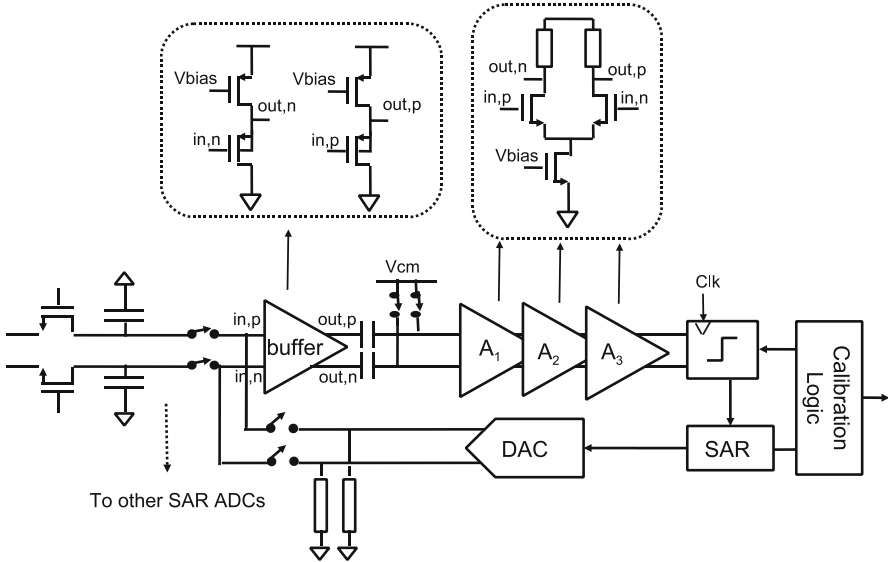 Vbias
out,n
in,n
Vbias
out,p
in,p
out,n
out,p
in,p
in,n
Vbias
Vcm
Clk
in,p
out,p
buffer
in,n
out,n
A1
A2
A3
Calibration
Logic
DAC
SAR
To other SAR ADCs